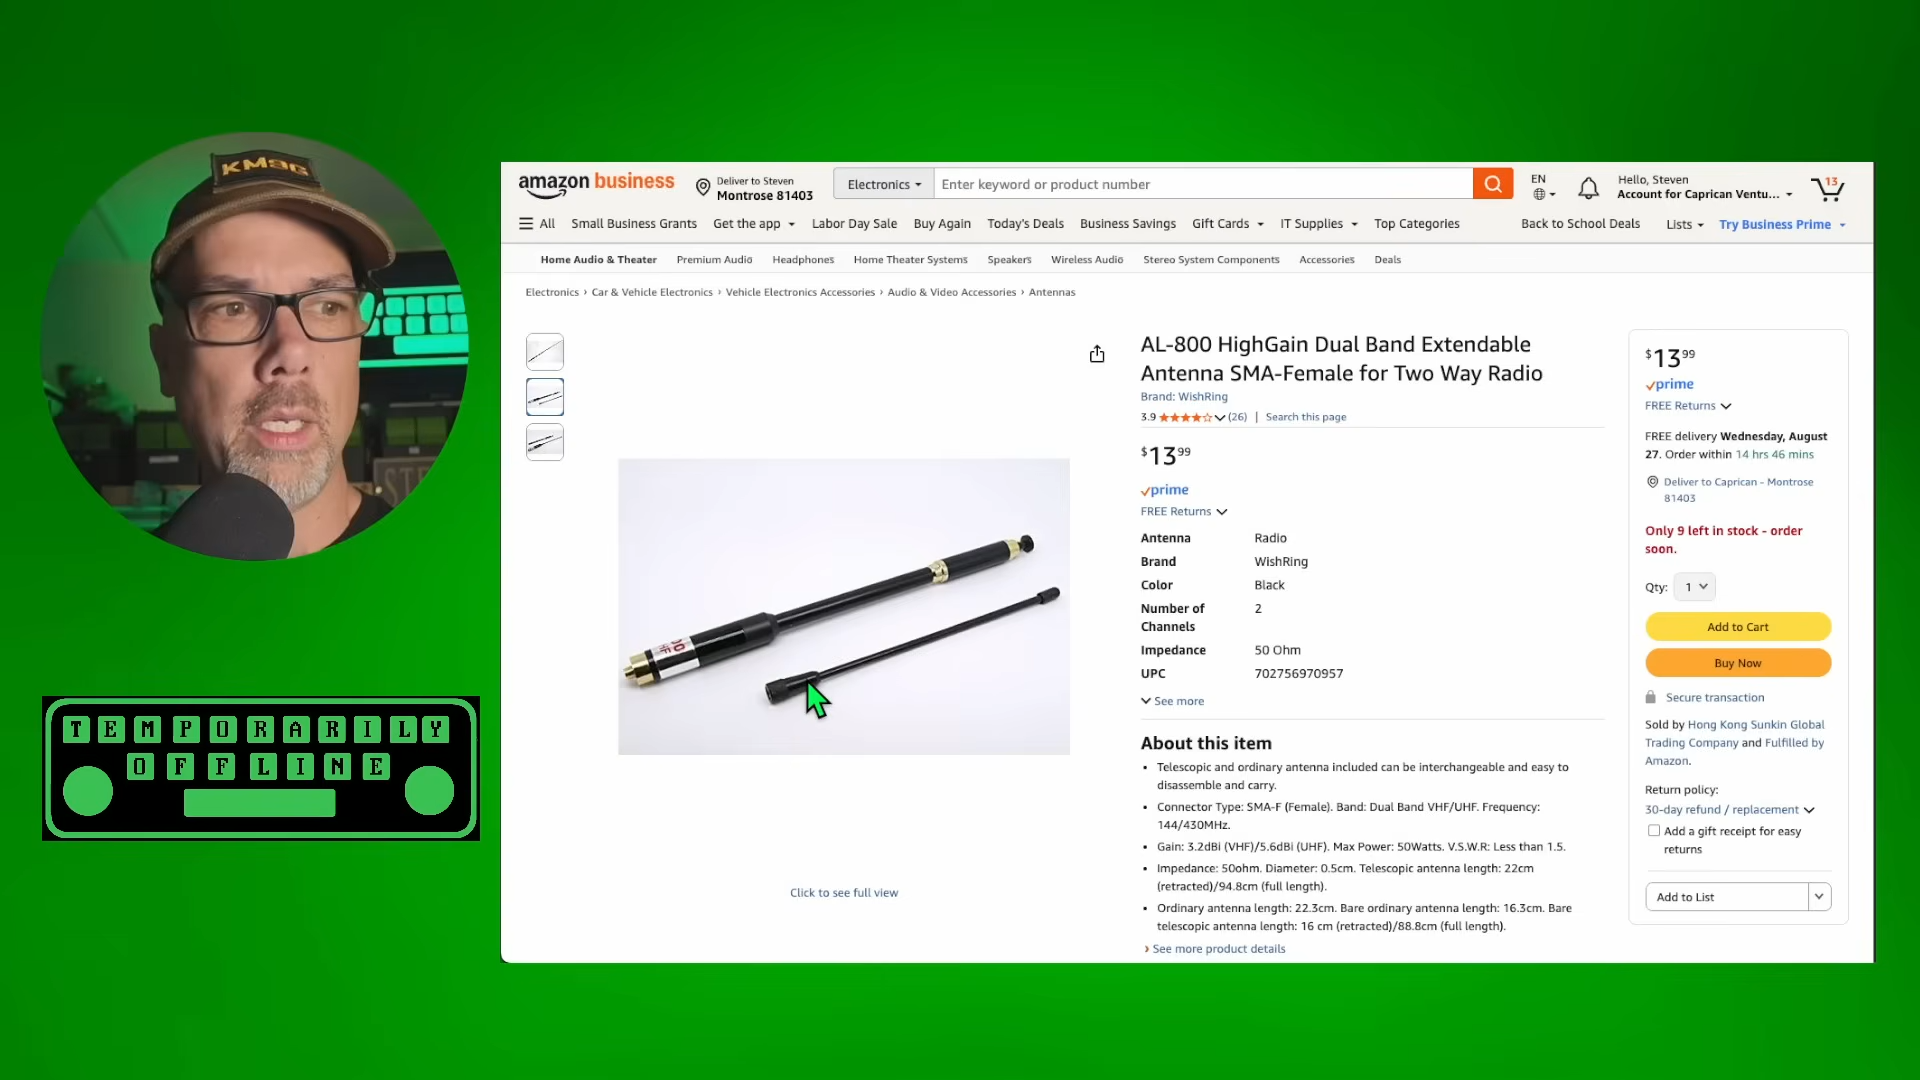 KMaG
TEMPORARILY
OFFLINE
amazon business
Deliver to Steven
Montrose 81403
Electronics
Enter keyword or product number
EN
Hello, Steven
Account for Caprican Ventu...
13
All
Small Business Grants
Get the app
Labor Day Sale
Buy Again
Today's Deals
Business Savings
Gift Cards
IT Supplies
Top Categories
Back to School Deals
Lists
Try Business Prime
Home Audio & Theater
Premium Audio
Headphones
Home Theater Systems
Speakers
Wireless Audio
Stereo System Components
Accessories
Deals
Electronics › Car & Vehicle Electronics › Vehicle Electronics Accessories › Audio & Video Accessories › Antennas
Click to see full view
AL-800 HighGain Dual Band Extendable
Antenna SMA-Female for Two Way Radio
Brand: WishRing
3.9 (26) | Search this page
$13 99
prime
FREE Returns
Antenna Radio
Brand WishRing
Color Black
Number of Channels 2
Impedance 50 Ohm
UPC 702756970957
See more
About this item
• Telescopic and ordinary antenna included can be interchangeable and easy to
disassemble and carry.
• Connector Type: SMA-F (Female). Band: Dual Band VHF/UHF. Frequency:
144/430MHz.
• Gain: 3.2dBi (VHF)/5.6dBi (UHF). Max Power: 50Watts. V.S.W.R: Less than 1.5.
• Impedance: 50ohm. Diameter: 0.5cm. Telescopic antenna length: 22cm
(retracted)/94.8cm (full length).
• Ordinary antenna length: 22.3cm. Bare ordinary antenna length: 16.3cm. Bare
telescopic antenna length: 16 cm (retracted)/88.8cm (full length).
› See more product details
$13 99
prime
FREE Returns
FREE delivery Wednesday, August
27. Order within 14 hrs 46 mins
Deliver to Caprican - Montrose
81403
Only 9 left in stock - order
soon.
Qty: 1
Add to Cart
Buy Now
Secure transaction
Sold by Hong Kong Sunkin Global
Trading Company and Fulfilled by
Amazon.
Return policy:
30-day refund / replacement
Add a gift receipt for easy
returns
Add to List